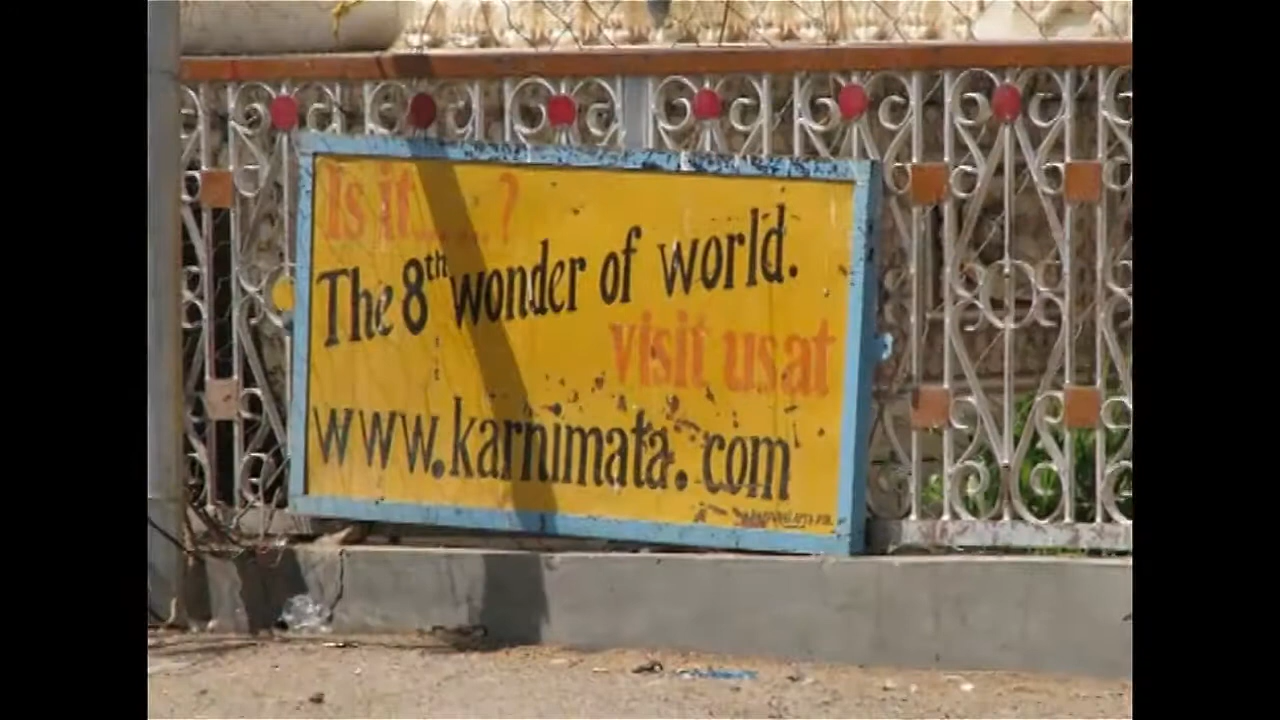 Is it.....?
The 8th wonder of world.
visit us at
www.karnimata.com